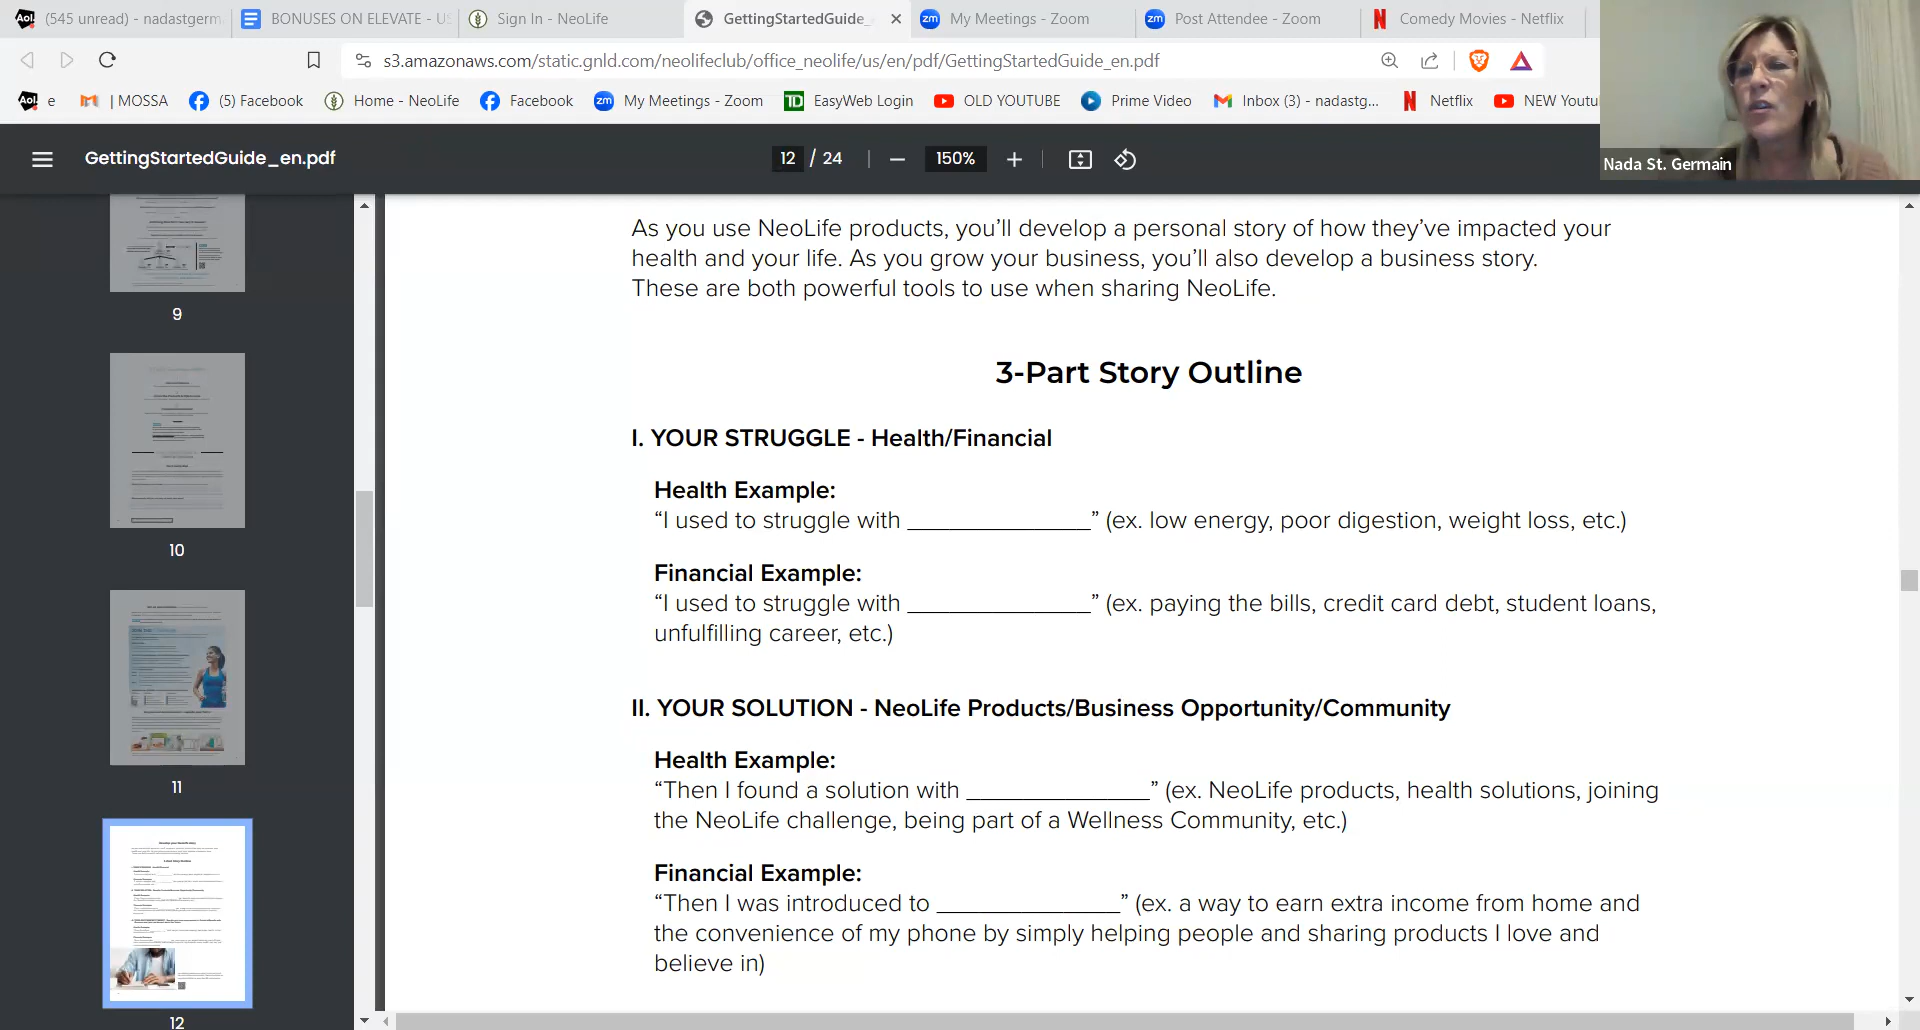 (545 unread) - nadastgerm
BONUSES ON ELEVATE - US
Sign In - NeoLife
GettingStartedGuide_
My Meetings - Zoom
Post Attendee - Zoom
Comedy Movies - Netflix
s3.amazonaws.com/static.gnld.com/neolifeclub/office_neolife/us/en/pdf/GettingStartedGuide_en.pdf
Aol. e
| MOSSA
(5) Facebook
Home - NeoLife
Facebook
My Meetings - Zoom
EasyWeb Login
OLD YOUTUBE
Prime Video
Inbox (3) - nadastg...
Netflix
NEW Youtu
GettingStartedGuide_en.pdf
12 / 24
150%
Nada St. Germain
9
10
11
12
As you use NeoLife products, you’ll develop a personal story of how they’ve impacted your
health and your life. As you grow your business, you’ll also develop a business story.
These are both powerful tools to use when sharing NeoLife.
3-Part Story Outline
I. YOUR STRUGGLE - Health/Financial
Health Example:
“I used to struggle with ______________” (ex. low energy, poor digestion, weight loss, etc.)
Financial Example:
“I used to struggle with ______________” (ex. paying the bills, credit card debt, student loans,
unfulfilling career, etc.)
II. YOUR SOLUTION - NeoLife Products/Business Opportunity/Community
Health Example:
“Then I found a solution with ______________” (ex. NeoLife products, health solutions, joining
the NeoLife challenge, being part of a Wellness Community, etc.)
Financial Example:
“Then I was introduced to ______________” (ex. a way to earn extra income from home and
the convenience of my phone by simply helping people and sharing products I love and
believe in)